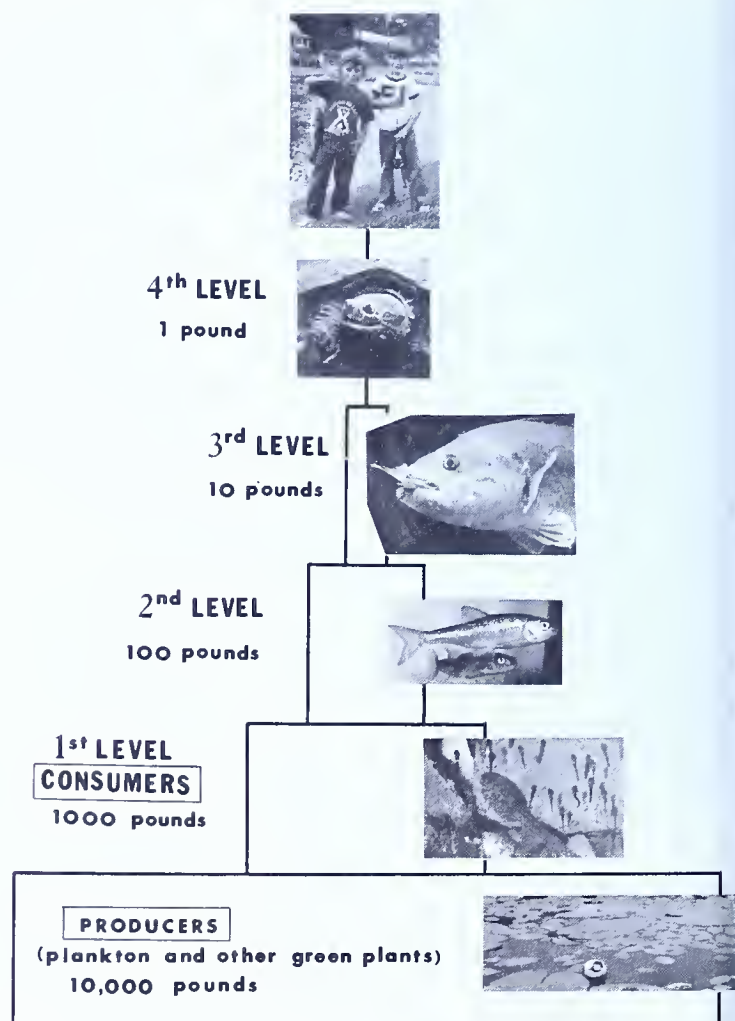 4th LEVEL
1 pound
3rd LEVEL
10 pounds
2nd LEVEL
100 pounds
1st LEVEL
CONSUMERS
1000 pounds
PRODUCERS
(plankton and other green plants)
10,000 pounds